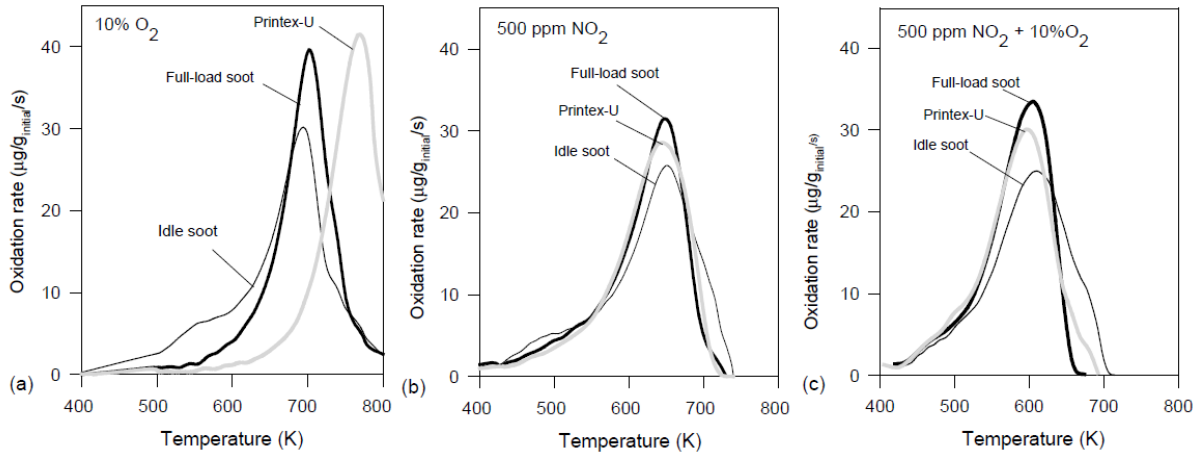 10% O2
Printex-U
Full-load soot
Idle soot
Oxidation rate (μg/ginitial/s)
40
30
20
10
0
400
500
600
700
800
Temperature (K)
(a)
500 ppm NO2
Full-load soot
Printex-U
Idle soot
Oxidation rate (μg/ginitial/s)
40
30
20
10
0
400
500
600
700
800
Temperature (K)
(b)
500 ppm NO2 + 10%O2
Full-load soot
Printex-U
Idle soot
Oxidation rate (μg/ginitial/s)
40
30
20
10
0
400
500
600
700
800
Temperature (K)
(c)